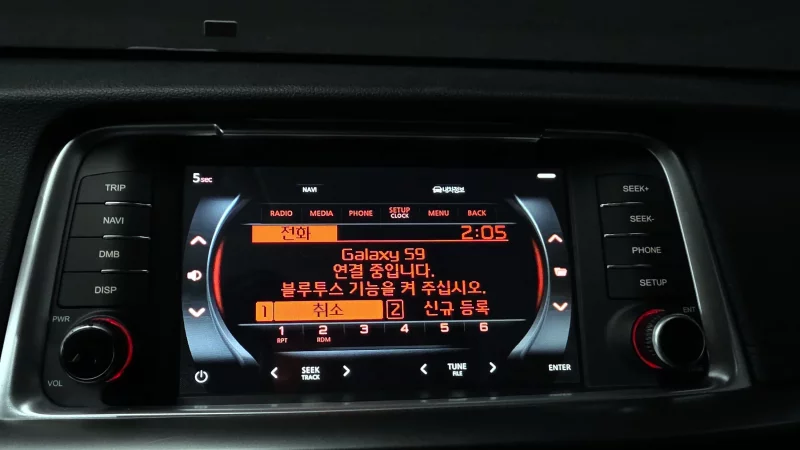 5 SEC
NAVI
내차정보
TRIP
NAVI
DMB
DISP
PWR
VOL
RADIO MEDIA PHONE SETUP CLOCK MENU BACK
전화 2:05
Galaxy S9
연결 중입니다.
블루투스 기능을 켜 주십시오.
1 취소 2 신규 등록
1 2 3 4 5 6
RPT RDM
SEEK
TRACK
TUNE
FILE
ENTER
SEEK+
SEEK-
PHONE
SETUP
ENT